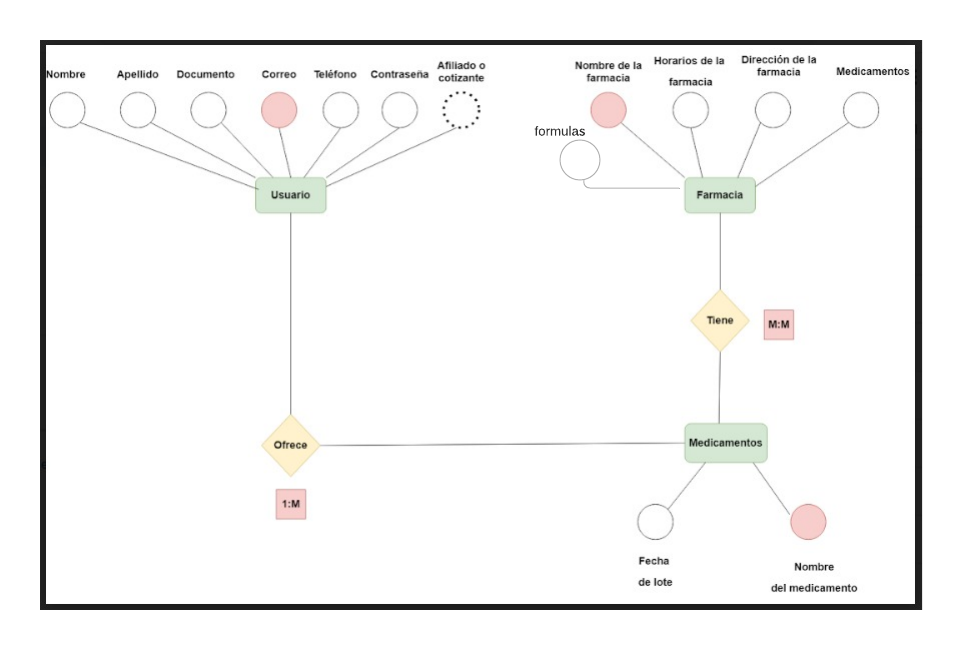 Nombre
Apellido
Documento
Correo
Teléfono
Contraseña
Afiliado o
cotizante
Nombre de la
farmacia
Horarios de la
farmacia
Dirección de la
farmacia
Medicamentos
formulas
Usuario
Farmacia
Tiene
M:M
Ofrece
Medicamentos
1:M
Fecha
de lote
Nombre
del medicamento